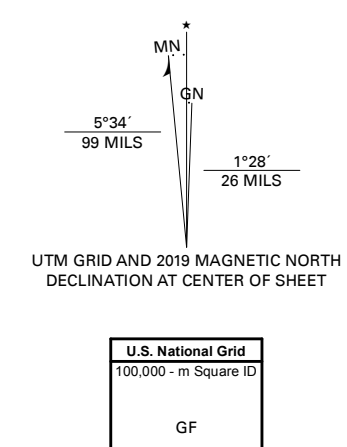 ★
MN
GN
5°34´
99 MILS
1°28´
26 MILS
UTM GRID AND 2019 MAGNETIC NORTH
DECLINATION AT CENTER OF SHEET
U.S. National Grid
100,000 - m Square ID
GF